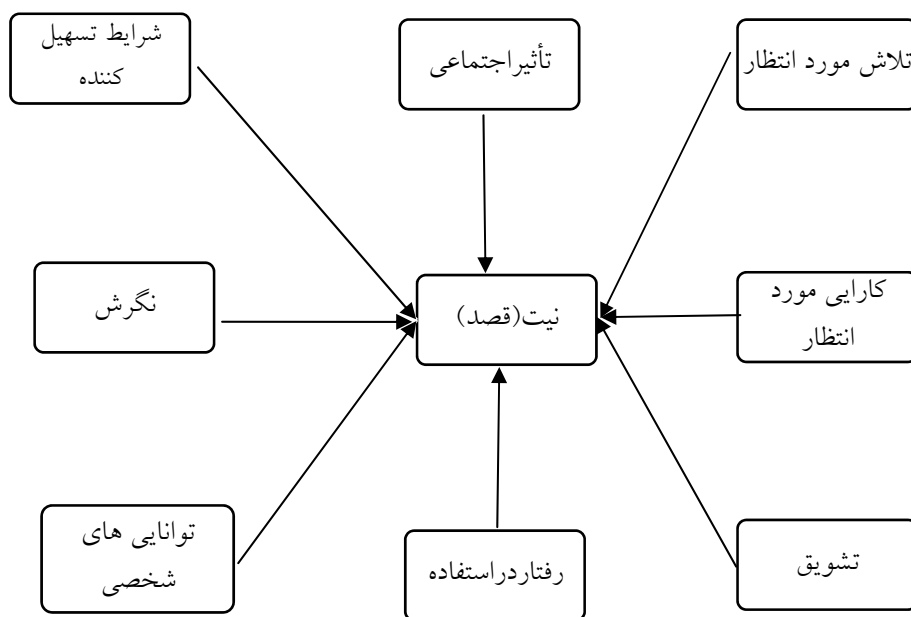 تلاش مورد انتظار
تأثیراجتماعی
شرایط تسهیل
کننده
کارایی مورد
انتظار
نیت(قصد)
نگرش
تشویق
رفتاردراستفاده
توانایی های
شخصی